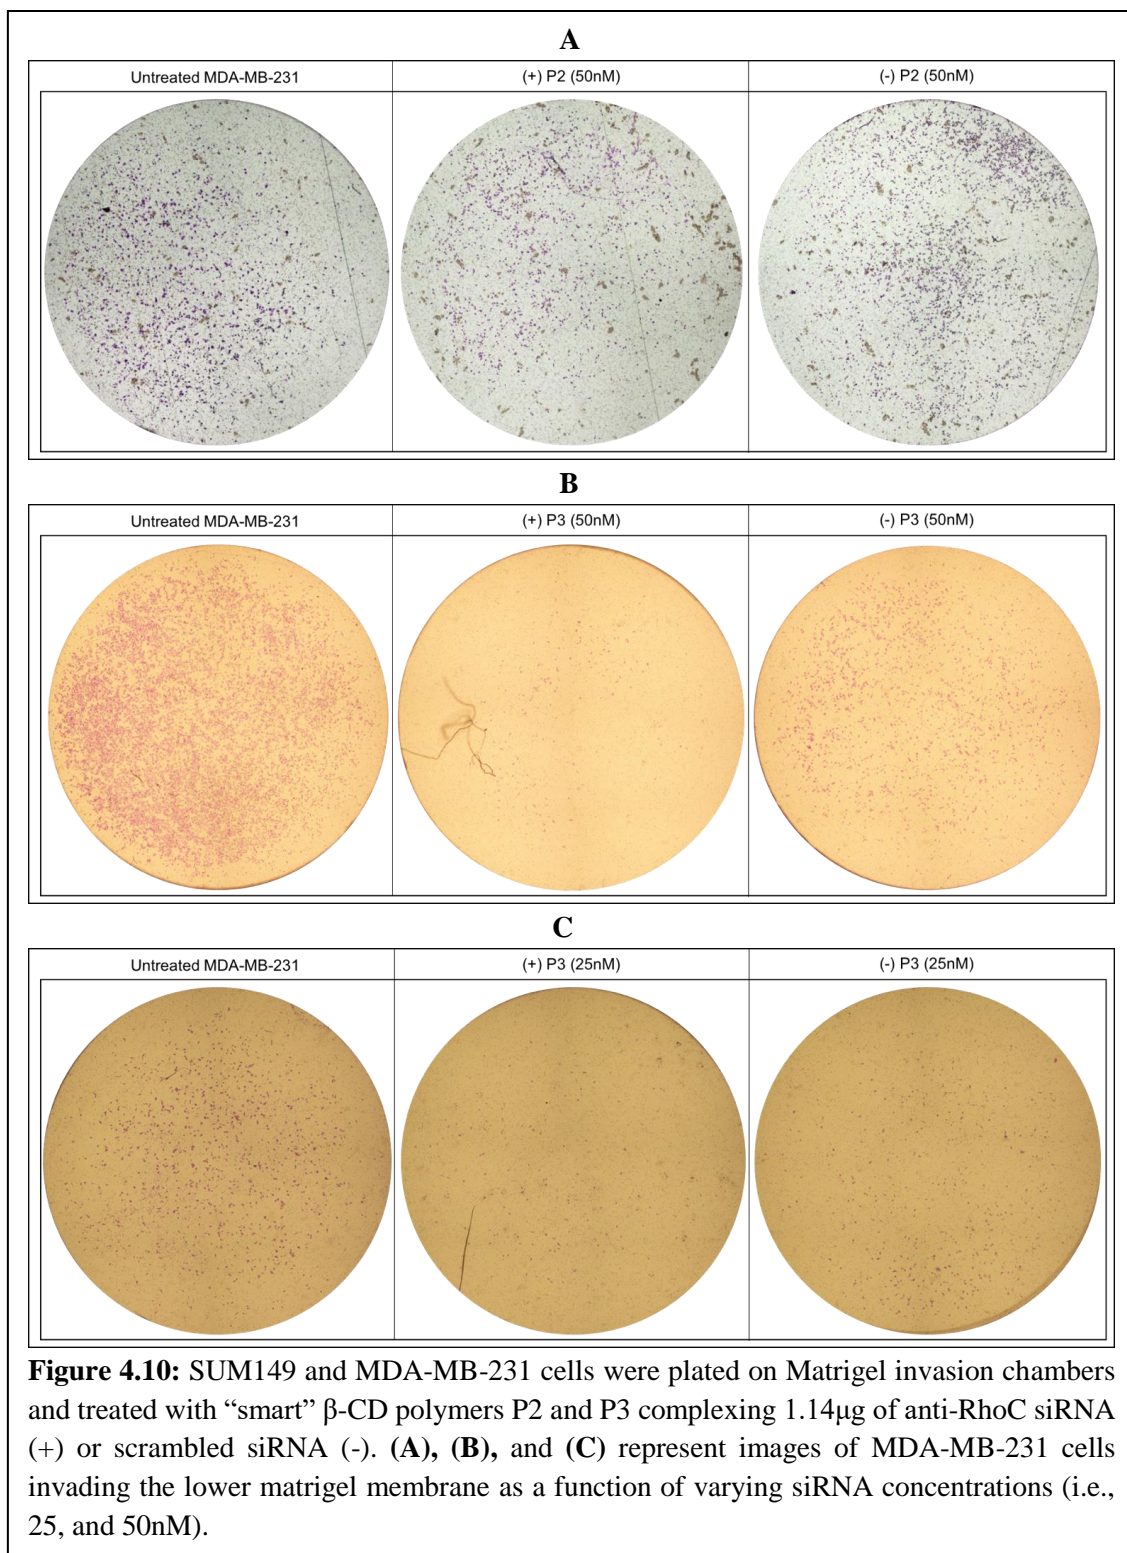 A
Untreated MDA-MB-231
(+) P2 (50nM)
(-) P2 (50nM)
B
Untreated MDA-MB-231
(+) P3 (50nM)
(-) P3 (50nM)
C
Untreated MDA-MB-231
(+) P3 (25nM)
(-) P3 (25nM)
Figure 4.10: SUM149 and MDA-MB-231 cells were plated on Matrigel invasion chambers
and treated with “smart” β-CD polymers P2 and P3 complexing 1.14μg of anti-RhoC siRNA
(+) or scrambled siRNA (-). (A), (B), and (C) represent images of MDA-MB-231 cells
invading the lower matrigel membrane as a function of varying siRNA concentrations (i.e.,
25, and 50nM).